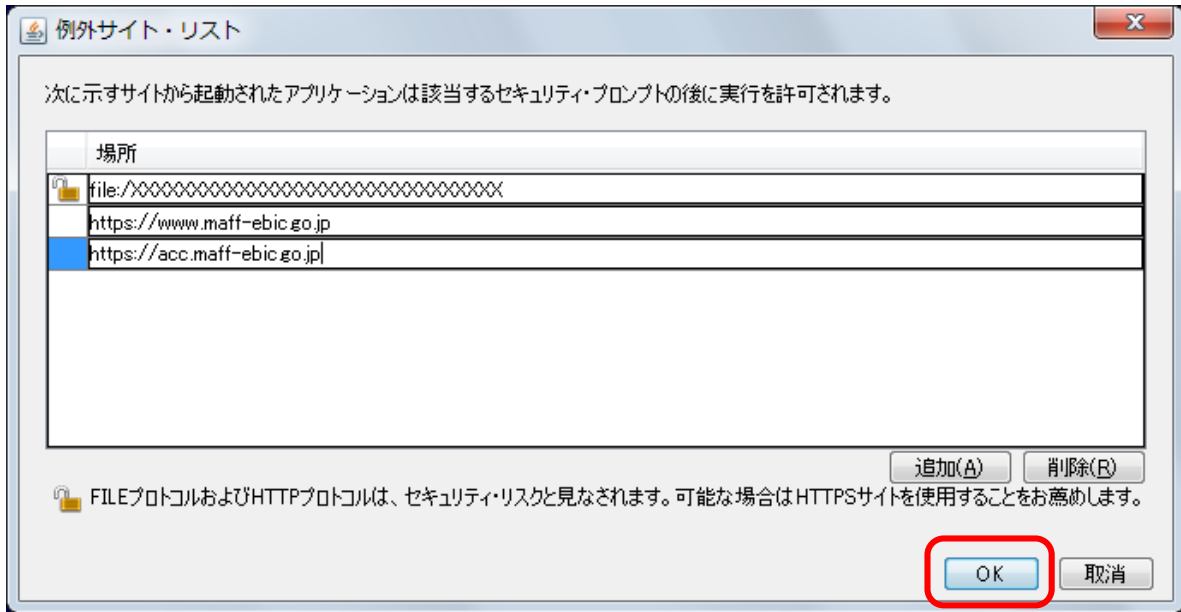 例外サイト・リスト
X
次に示すサイトから起動されたアプリケーションは該当するセキュリティ・プロンプトの後に実行を許可されます。
場所
file:/XXXXXXXXXXXXXXXXXXXXXXXXXXXXXXXXXX
https://www.maff-ebic.go.jp
https://acc.maff-ebic.go.jp
追加(A) 削除(R)
FILEプロトコルおよびHTTPプロトコルは、セキュリティ・リスクと見なされます。可能な場合はHTTPSサイトを使用することをお薦めします。
OK 取消